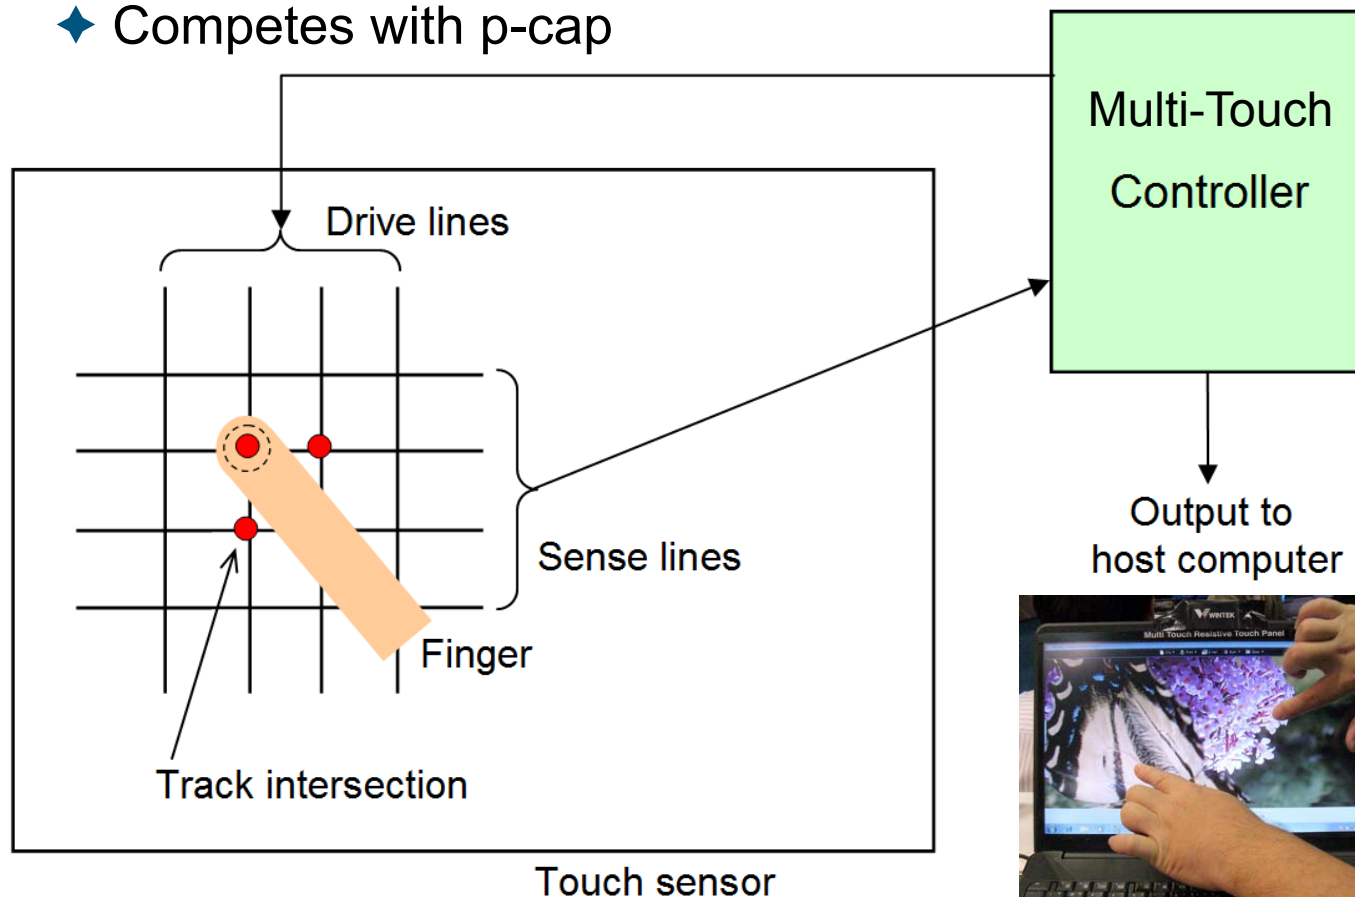 Competes with p-cap
Multi-Touch
Controller
Drive lines
Sense lines
Finger
Track intersection
Output to
host computer
WINTEK
Multi Touch Resistive Touch Panel
Touch sensor